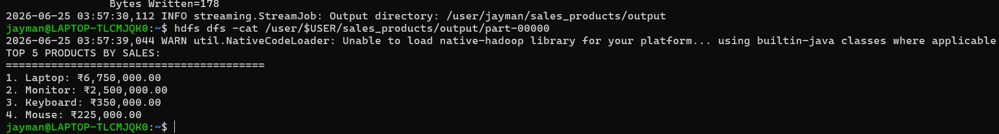 Bytes Written=178
2026-06-25 03:57:30,112 INFO streaming.StreamJob: Output directory: /user/jayman/sales_products/output
jayman@LAPTOP-TLCMJQK0:~$ hdfs dfs -cat /user/$USER/sales_products/output/part-00000
2026-06-25 03:57:39,044 WARN util.NativeCodeLoader: Unable to load native-hadoop library for your platform... using builtin-java classes where applicable
TOP 5 PRODUCTS BY SALES:
========================================
1. Laptop: ₹6,750,000.00
2. Monitor: ₹2,500,000.00
3. Keyboard: ₹350,000.00
4. Mouse: ₹225,000.00
jayman@LAPTOP-TLCMJQK0:~$